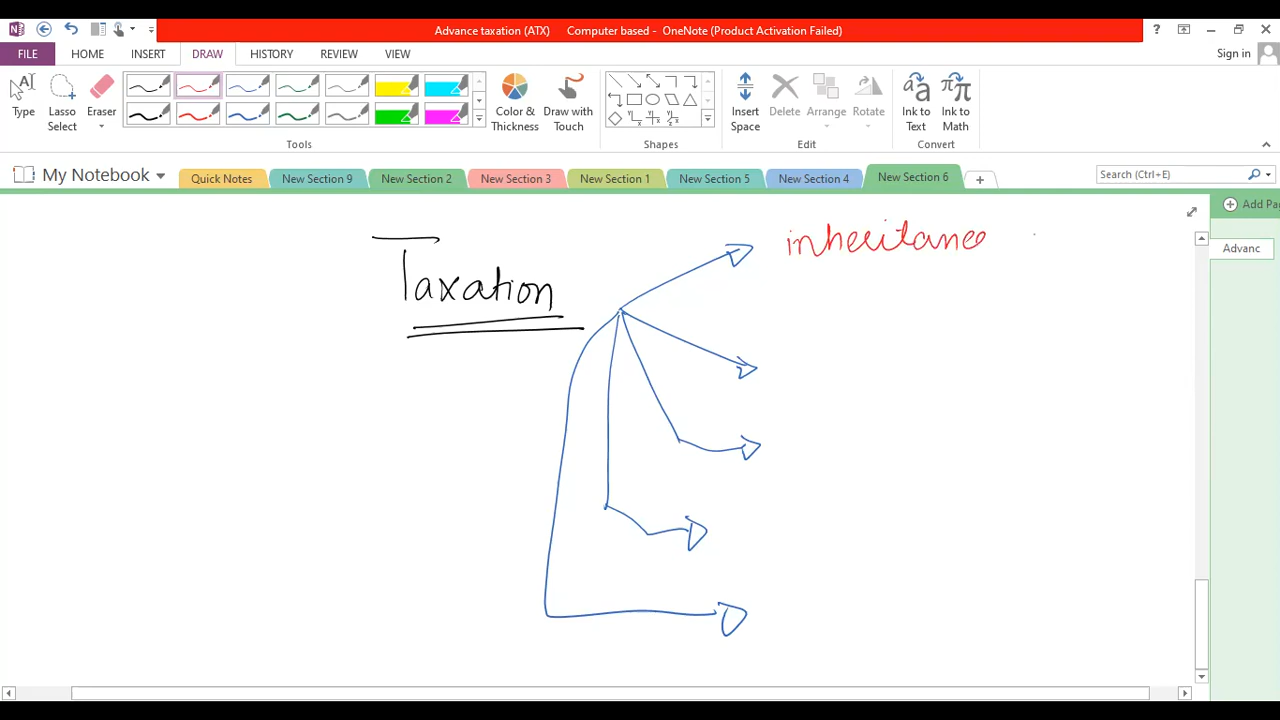 Advance taxation (ATX) Computer based - OneNote (Product Activation Failed)
?
FILE HOME INSERT DRAW HISTORY REVIEW VIEW Sign in
Type Lasso Select Eraser Color & Thickness Draw with Touch Insert Space Delete Arrange Rotate Ink to Text Ink to Math
Tools Shapes Edit Convert
My Notebook Quick Notes New Section 9 New Section 2 New Section 3 New Section 1 New Section 5 New Section 4 New Section 6 + Search (Ctrl+E)
Add Pa
Advanc
inheritance
Taxation